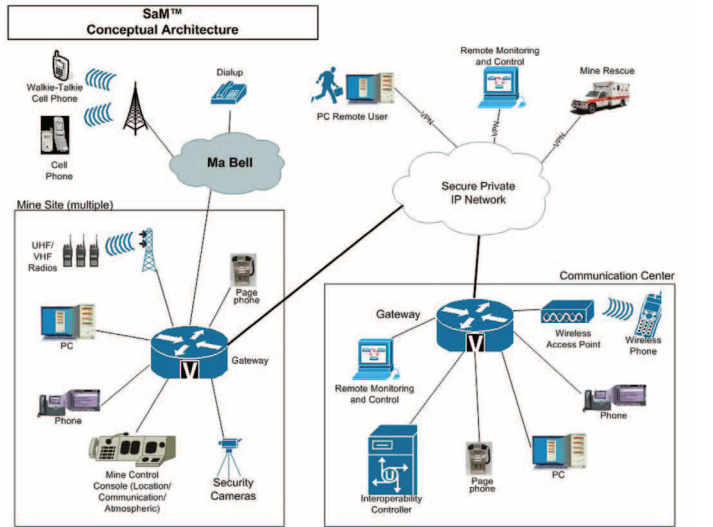 SaM™
Conceptual Architecture
Walkie-Talkie
Cell Phone
Cell
Phone
Dialup
Ma Bell
PC Remote User
Remote Monitoring
and Control
Mine Rescue
VPN
VPN
VPN
Secure Private
IP Network
Mine Site (multiple)
UHF/
VHF
Radios
Page
phone
PC
Gateway
V
Phone
Mine Control
Console (Location/
Communication/
Atmospheric)
Security
Cameras
Communication Center
Gateway
V
Wireless
Access Point
Wireless
Phone
Remote Monitoring
and Control
Phone
Interoperability
Controller
Page
phone
PC